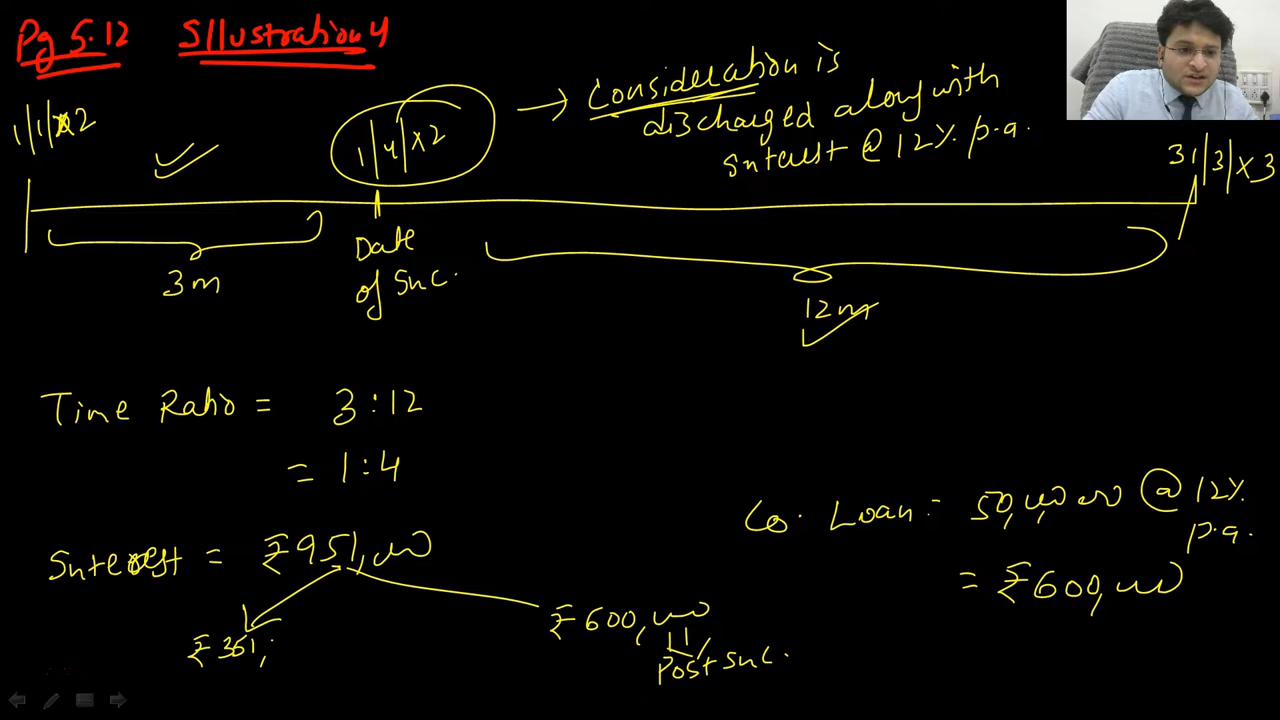 Pg 5.12 Illustration 4
1/1/x2
1/4/x2
→ Consideration is
discharged along with
interest @ 12% p.a.
31/3/x3
3m
Date
of Inc.
12m
Time Ratio = 3:12
= 1:4
Interest = ₹951,000
₹351,
₹600,000
Post Inc.
Co. Loan = 50,00,000 @ 12%
p.a.
= ₹600,000